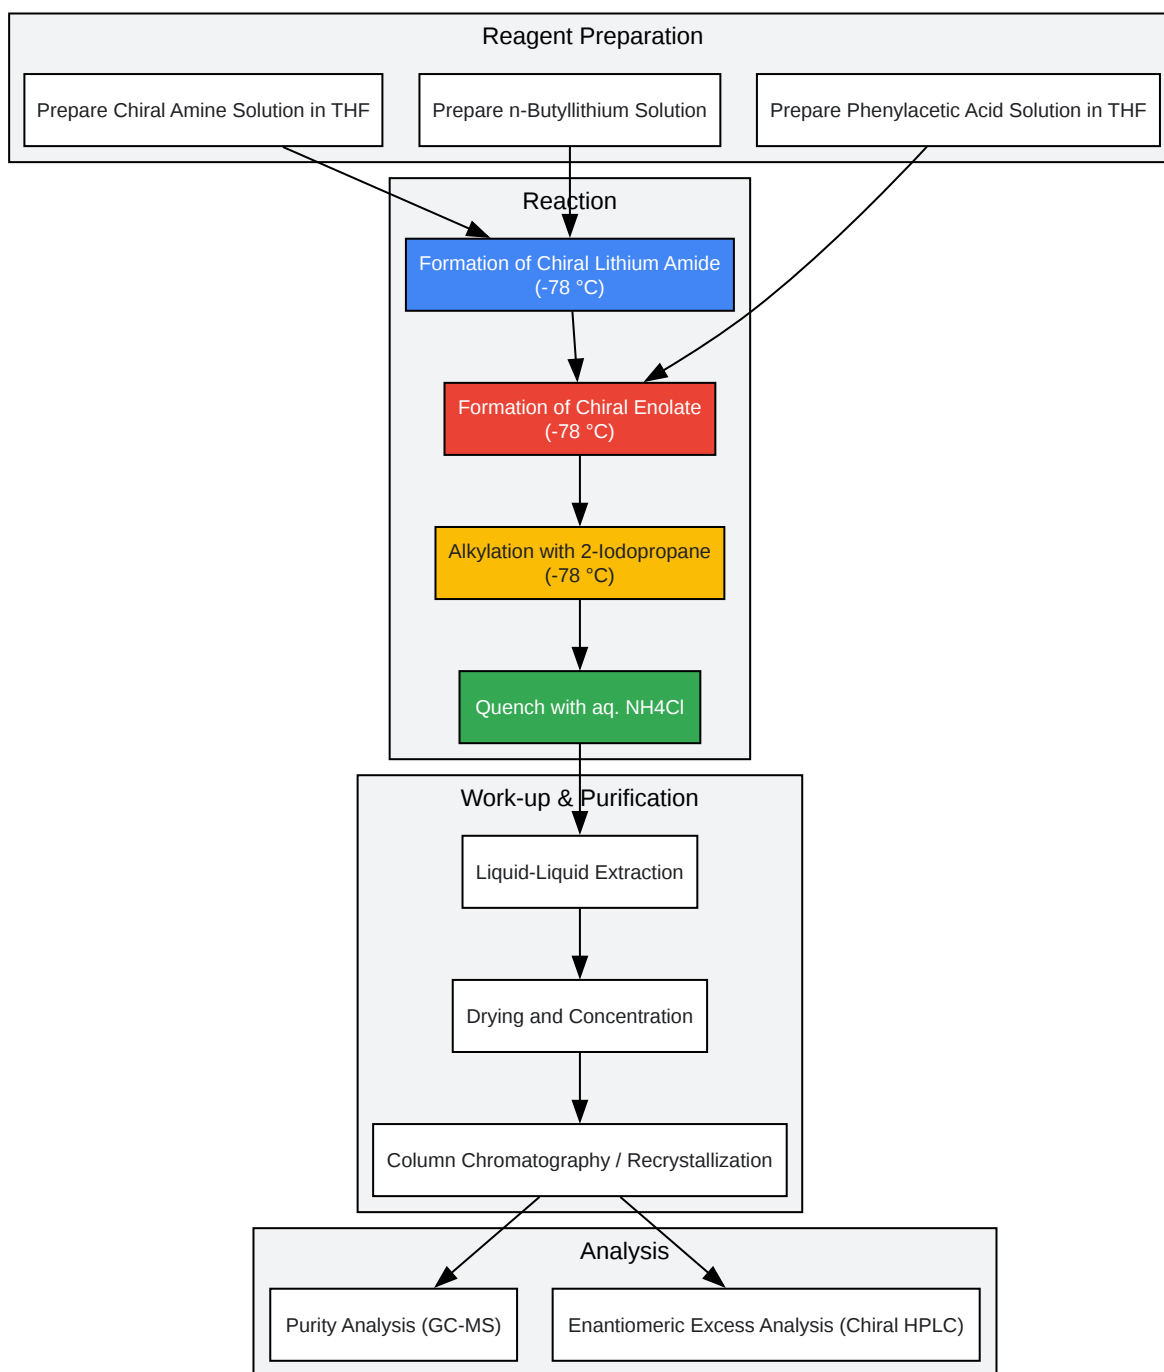 Reagent Preparation
Prepare Chiral Amine Solution in THF
Prepare n-Butyllithium Solution
Prepare Phenylacetic Acid Solution in THF
Reaction
Formation of Chiral Lithium Amide
(-78 °C)
Formation of Chiral Enolate
(-78 °C)
Alkylation with 2-Iodopropane
(-78 °C)
Quench with aq. NH4Cl
Work-up & Purification
Liquid-Liquid Extraction
Drying and Concentration
Column Chromatography / Recrystallization
Analysis
Purity Analysis (GC-MS)
Enantiomeric Excess Analysis (Chiral HPLC)